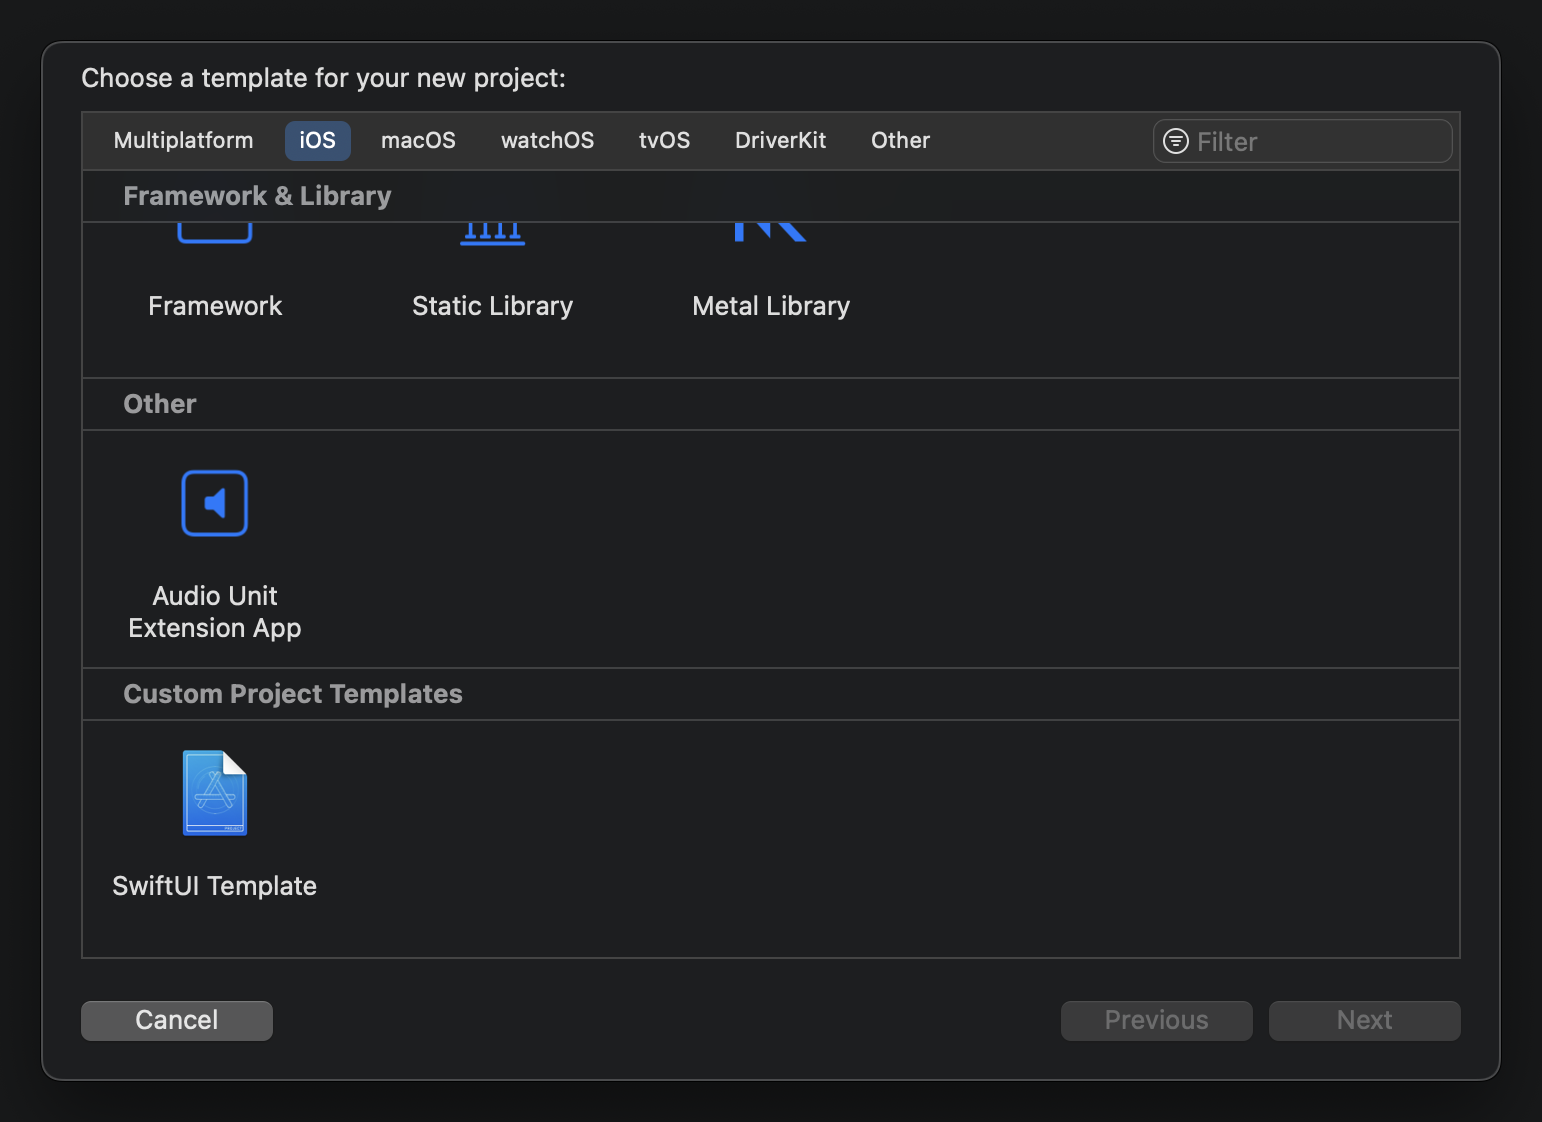 Choose a template for your new project:
Multiplatform iOS macOS watchOS tvOS DriverKit Other Filter
Framework & Library
Framework Static Library Metal Library
Other
Audio Unit
Extension App
Custom Project Templates
SwiftUI Template
Cancel Previous Next